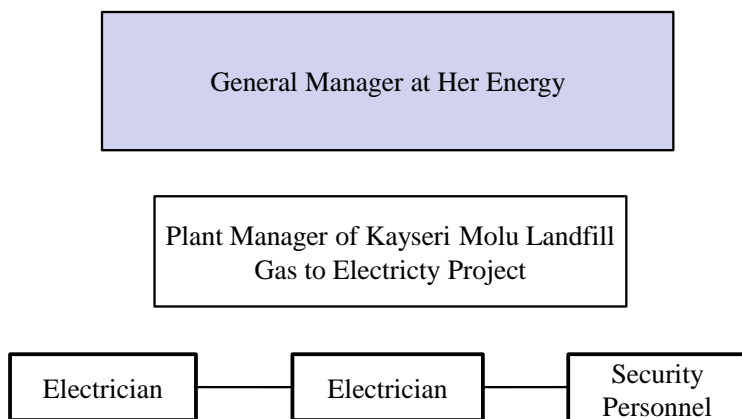 General Manager at Her Energy
Plant Manager of Kayseri Molu Landfill
Gas to Electricty Project
Electrician
Electrician
Security
Personnel